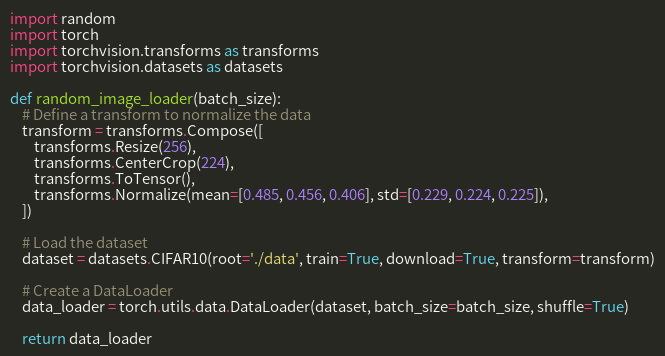 import random
import torch
import torchvision.transforms as transforms
import torchvision.datasets as datasets

def random_image_loader(batch_size):
    # Define a transform to normalize the data
    transform = transforms.Compose([
        transforms.Resize(256),
        transforms.CenterCrop(224),
        transforms.ToTensor(),
        transforms.Normalize(mean=[0.485, 0.456, 0.406], std=[0.229, 0.224, 0.225]),
    ])

    # Load the dataset
    dataset = datasets.CIFAR10(root='./data', train=True, download=True, transform=transform)

    # Create a DataLoader
    data_loader = torch.utils.data.DataLoader(dataset, batch_size=batch_size, shuffle=True)

    return data_loader